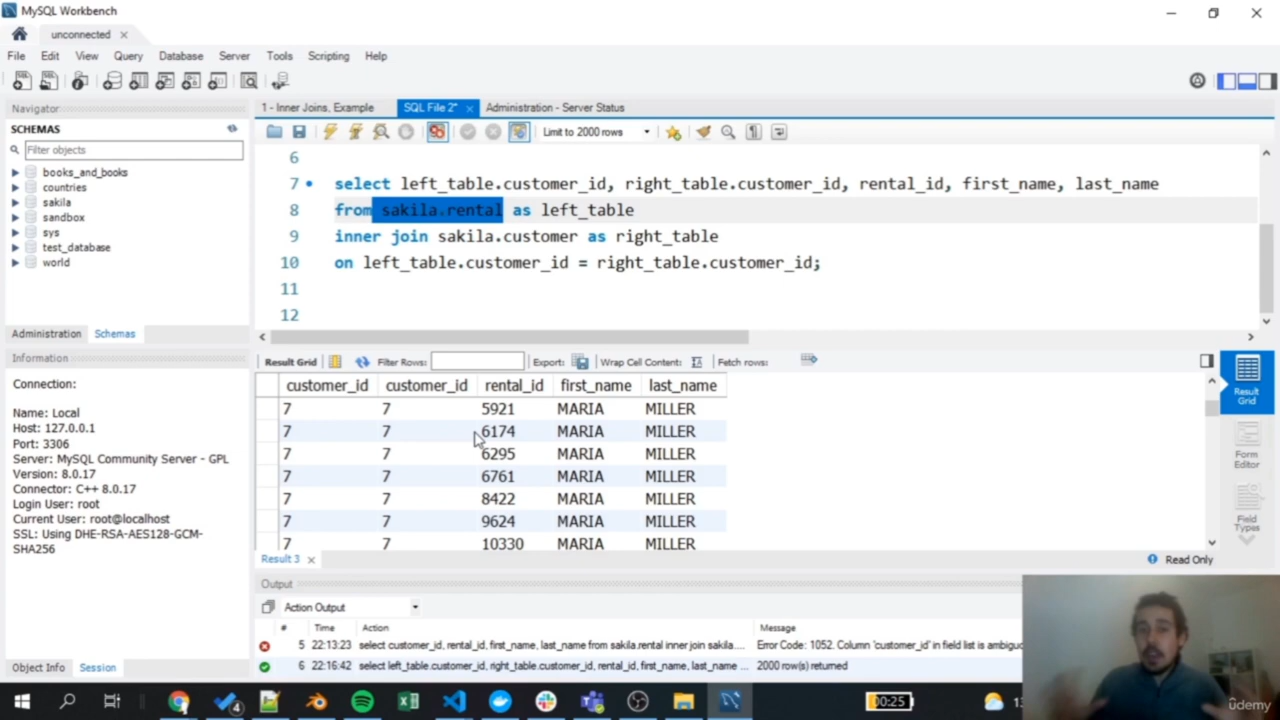 MySQL Workbench
unconnected
File Edit View Query Database Server Tools Scripting Help
Navigator
1 - Inner Joins, Example
SQL File 2*
Administration - Server Status
SCHEMAS
Filter objects
books_and_books
countries
sakila
sandbox
sys
test_database
world
Administration Schemas
Limit to 2000 rows
6
7 select left_table.customer_id, right_table.customer_id, rental_id, first_name, last_name
8 from sakila.rental as left_table
9 inner join sakila.customer as right_table
10 on left_table.customer_id = right_table.customer_id;
11
12
Information
Connection:
Name: Local
Host: 127.0.0.1
Port: 3306
Server: MySQL Community Server - GPL
Version: 8.0.17
Connector: C++ 8.0.17
Login User: root
Current User: root@localhost
SSL: Using DHE-RSA-AES128-GCM-
SHA256
Object Info Session
Result Grid Filter Rows: Export: Wrap Cell Content: Fetch rows:
customer_id customer_id rental_id first_name last_name
7 7 5921 MARIA MILLER
7 7 6174 MARIA MILLER
7 7 6295 MARIA MILLER
7 7 6761 MARIA MILLER
7 7 8422 MARIA MILLER
7 7 9624 MARIA MILLER
7 7 10330 MARIA MILLER
Result
Grid
Form
Editor
Field
Types
Result 3
Read Only
Output
Action Output
# Time Action Message
5 22:13:23 select customer_id, rental_id, first_name, last_name from sakila.rental inner join sakila.... Error Code: 1052. Column 'customer_id' in field list is ambigu
6 22:16:42 select left_table.customer_id, right_table.customer_id, rental_id, first_name, last_name ... 2000 row(s) returned
4
00:25
ûdemy